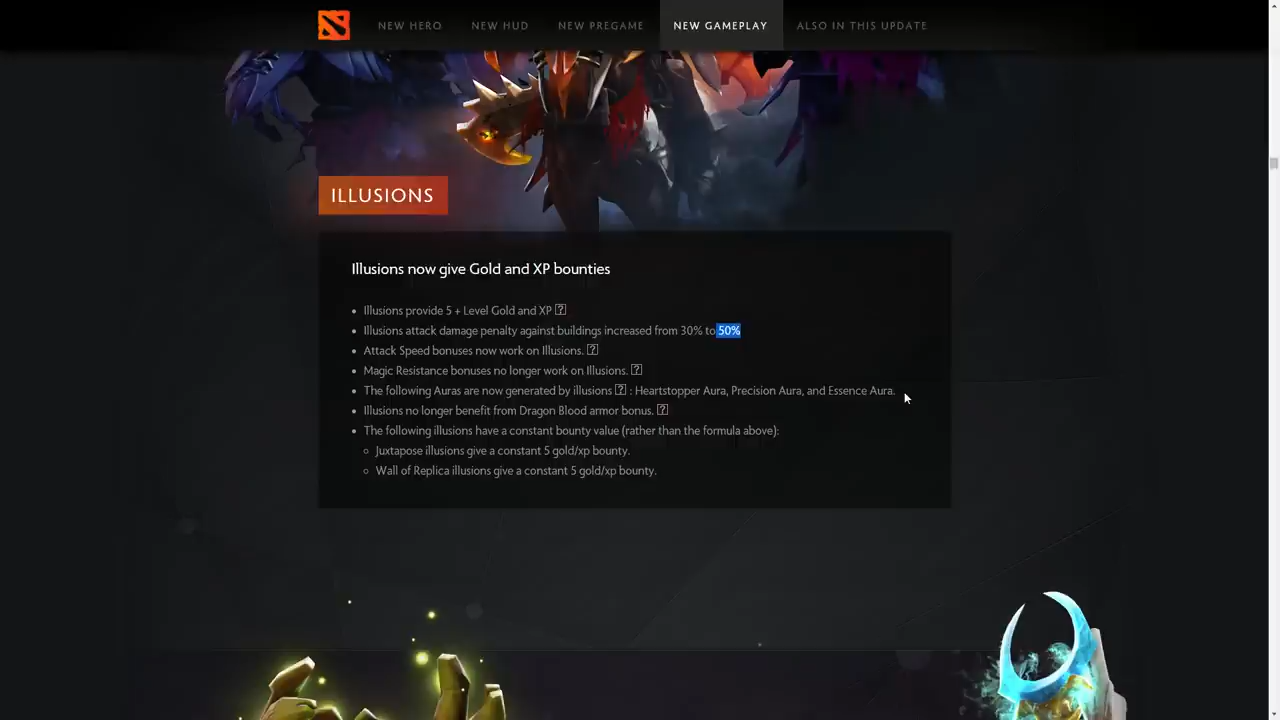 NEW HERO NEW HUD NEW PREGAME NEW GAMEPLAY ALSO IN THIS UPDATE
ILLUSIONS
Illusions now give Gold and XP bounties
Illusions provide 5 + Level Gold and XP
Illusions attack damage penalty against buildings increased from 30% to 50%
Attack Speed bonuses now work on Illusions.
Magic Resistance bonuses no longer work on Illusions.
The following Auras are now generated by illusions : Heartstopper Aura, Precision Aura, and Essence Aura.
Illusions no longer benefit from Dragon Blood armor bonus.
The following illusions have a constant bounty value (rather than the formula above):
Juxtapose illusions give a constant 5 gold/xp bounty.
Wall of Replica illusions give a constant 5 gold/xp bounty.